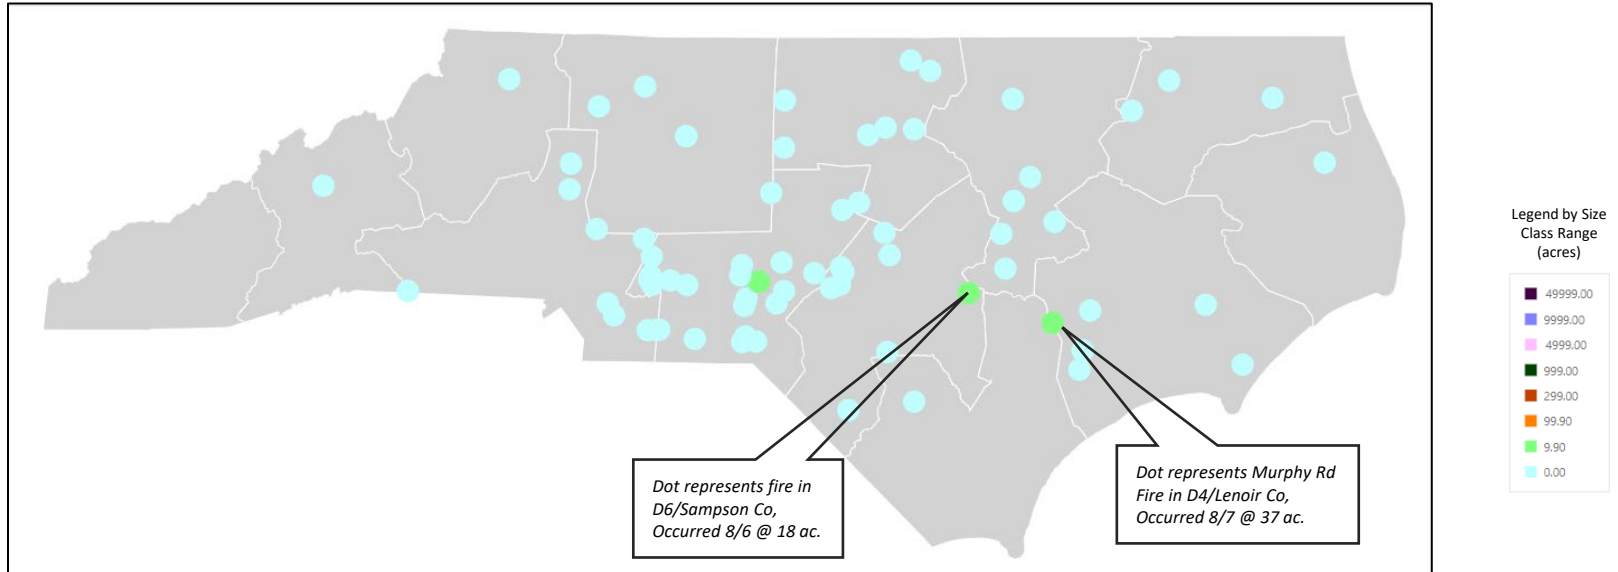 Legend by Size
Class Range
(acres)
49999.00
9999.00
4999.00
999.00
299.00
99.90
9.90
0.00
Dot represents fire in
D6/Sampson Co,
Occurred 8/6 @ 18 ac.
Dot represents Murphy Rd
Fire in D4/Lenoir Co,
Occurred 8/7 @ 37 ac.